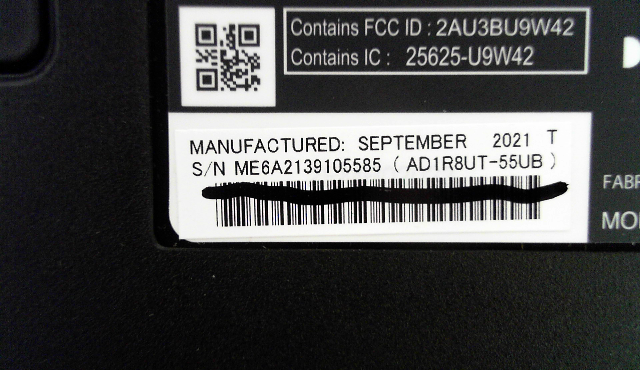 Contains FCC ID : 2AU3BU9W42
Contains IC : 25625-U9W42
MANUFACTURED: SEPTEMBER 2021 T
S/N ME6A2139105585 ( AD1R8UT-55UB )
FABR
MO